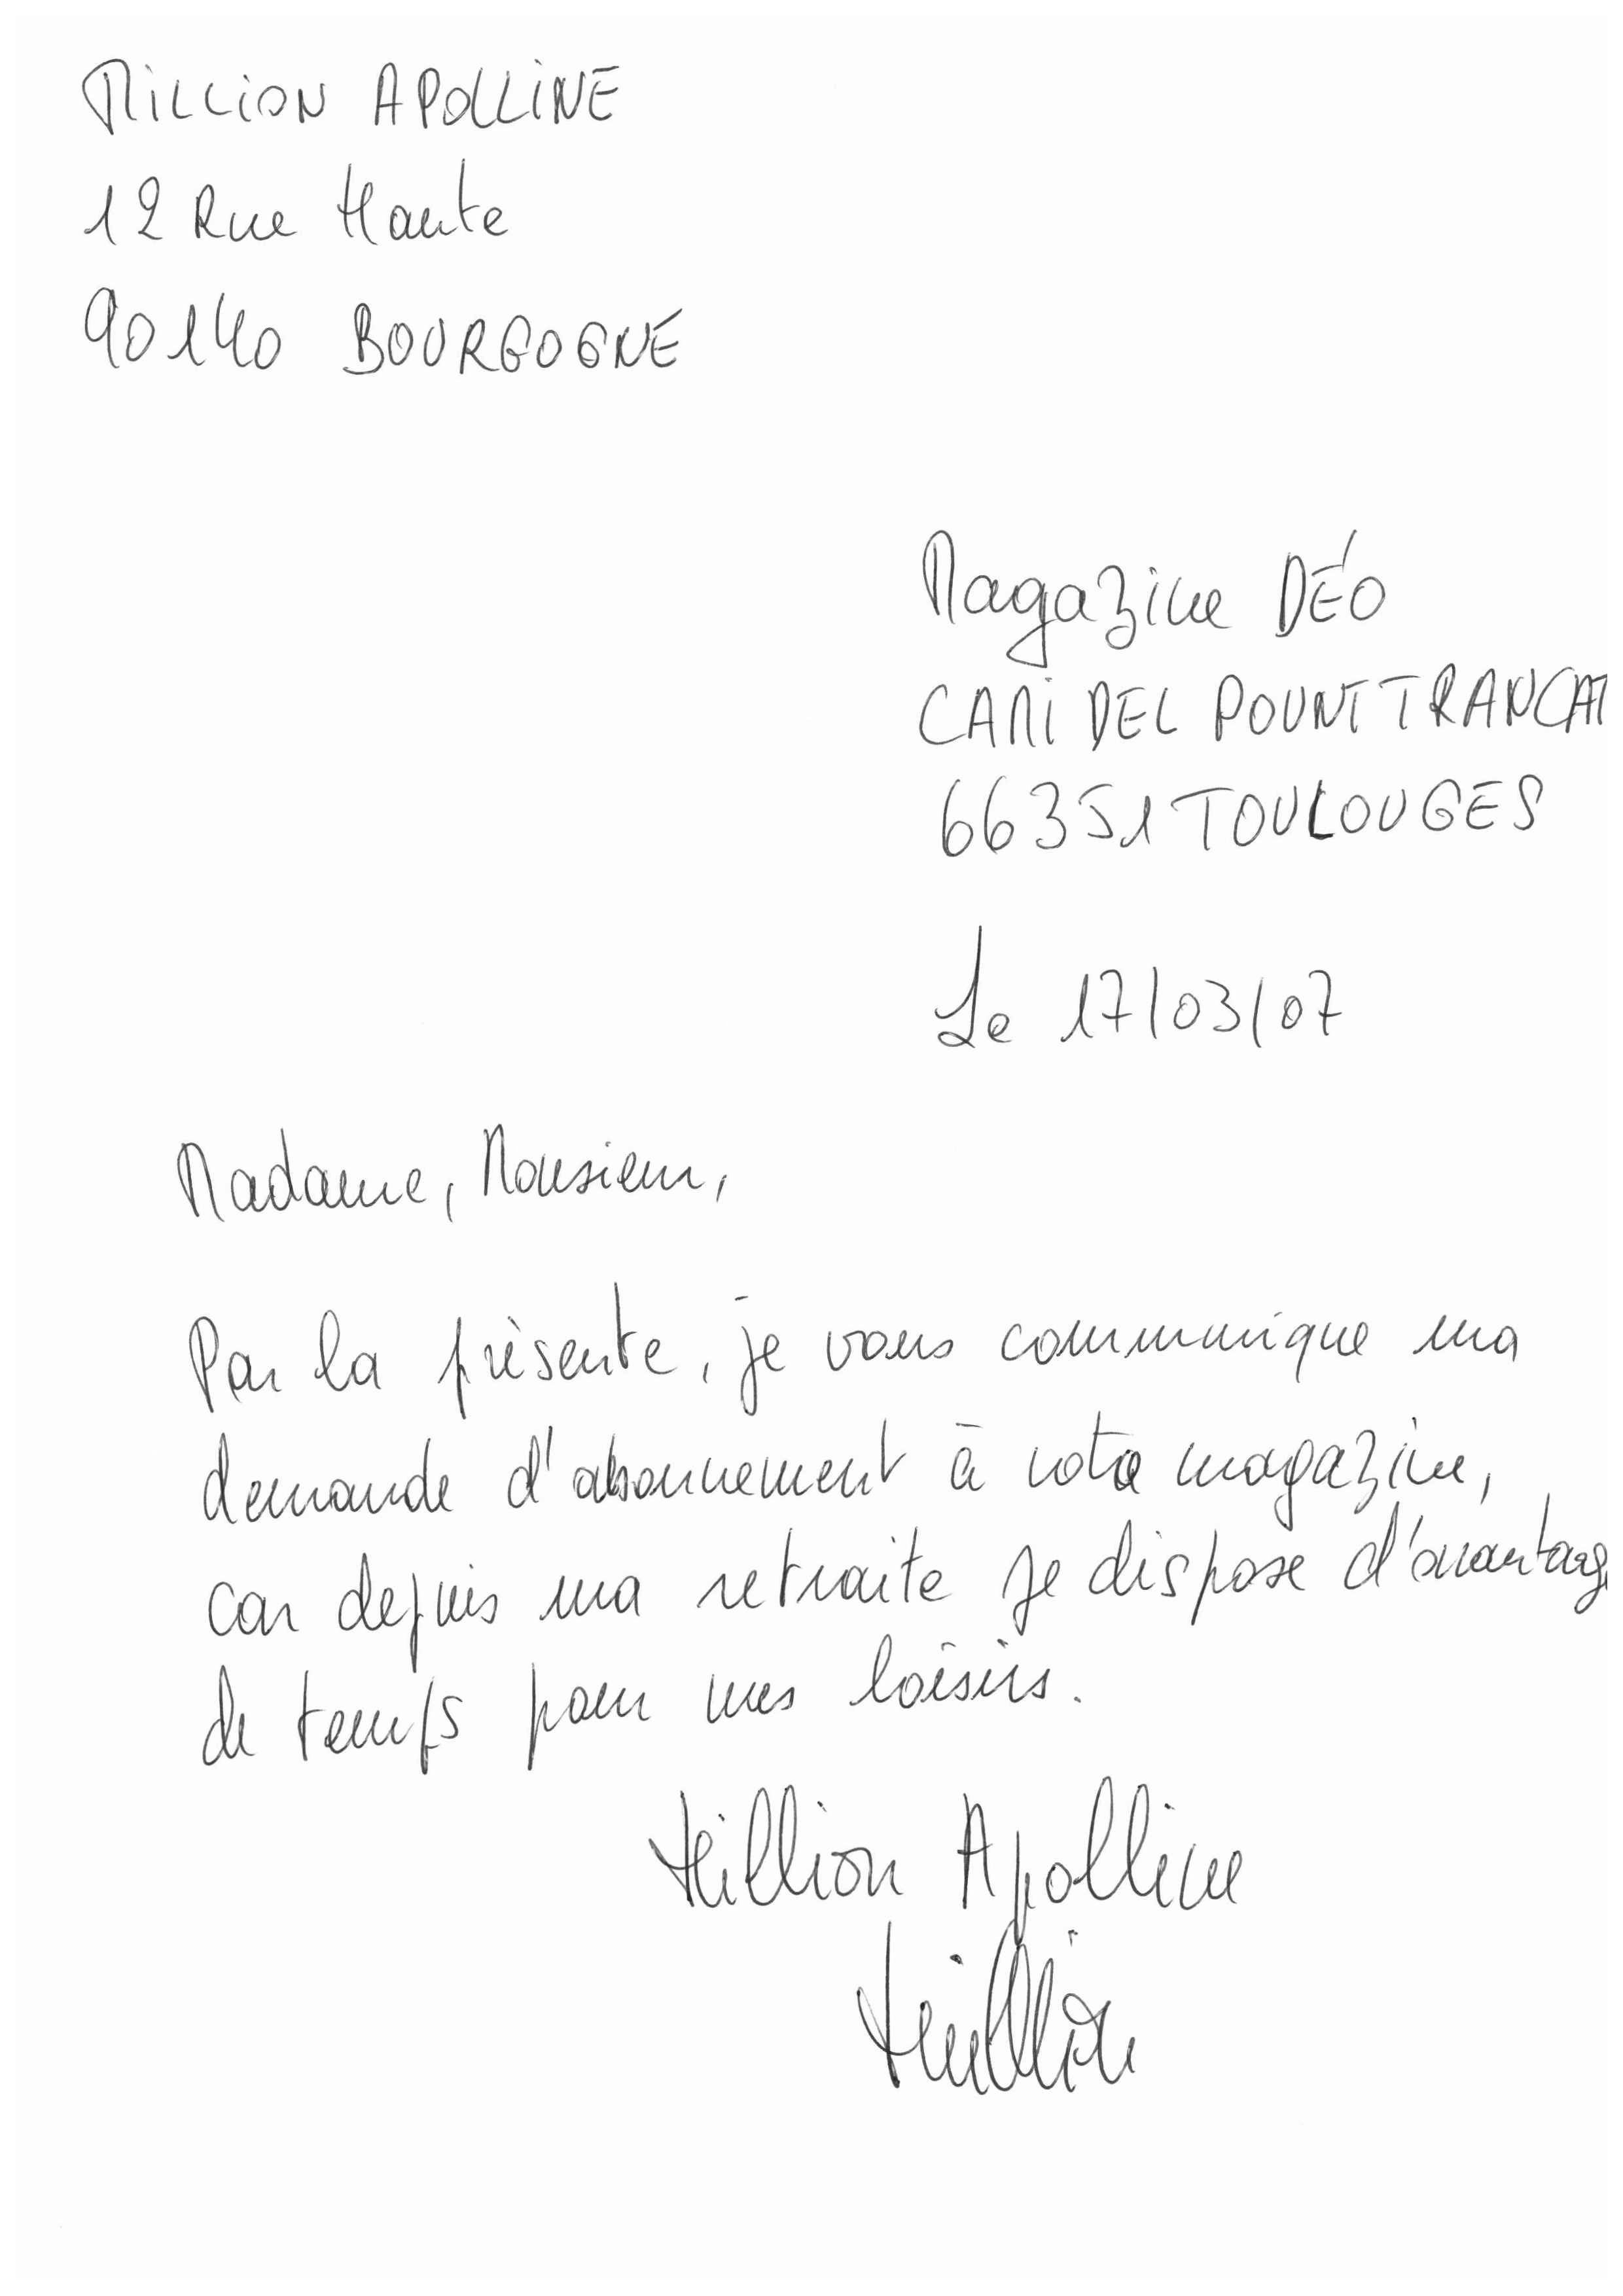 MILLION APOLLINE
12 Rue Haute
90140 BOURGOGNE
Magazine DÉO
CAMI DEL POUNT TRANCAT
66351 TOULOUGES
Le 17/03/07
Madame, Monsieur,
Par la présente, je vous communique ma
demande d'abonnement à votre magazine,
car depuis ma retraite je dispose d'avantag
de temps pour mes loisirs.
Million Apolline
Million